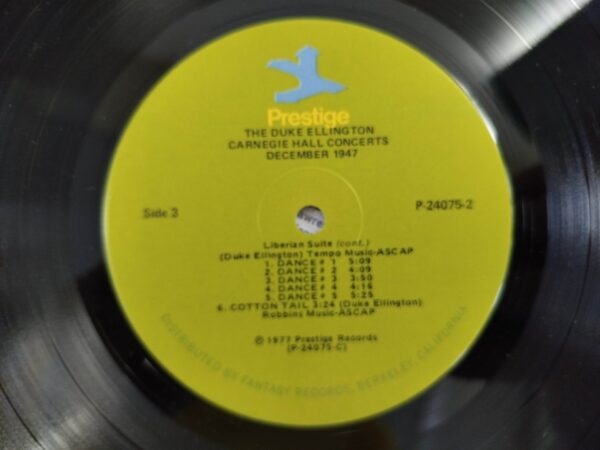 Prestige
THE DUKE ELLINGTON
CARNEGIE HALL CONCERTS
DECEMBER 1947
Side 3
P-24075-2
Liberian Suite (cont.)
(Duke Ellington) Tempo Music-ASCAP
1. DANCE # 1 5:09
2. DANCE # 2 4:09
3. DANCE # 3 3:50
4. DANCE # 4 4:16
5. DANCE # 5 5:25
6. COTTON TAIL 3:24 (Duke Ellington)
Robbins Music-ASCAP
© 1977 Prestige Records
(P-24075-C)
DISTRIBUTED BY FANTASY RECORDS, BERKELEY, CALIFORNIA